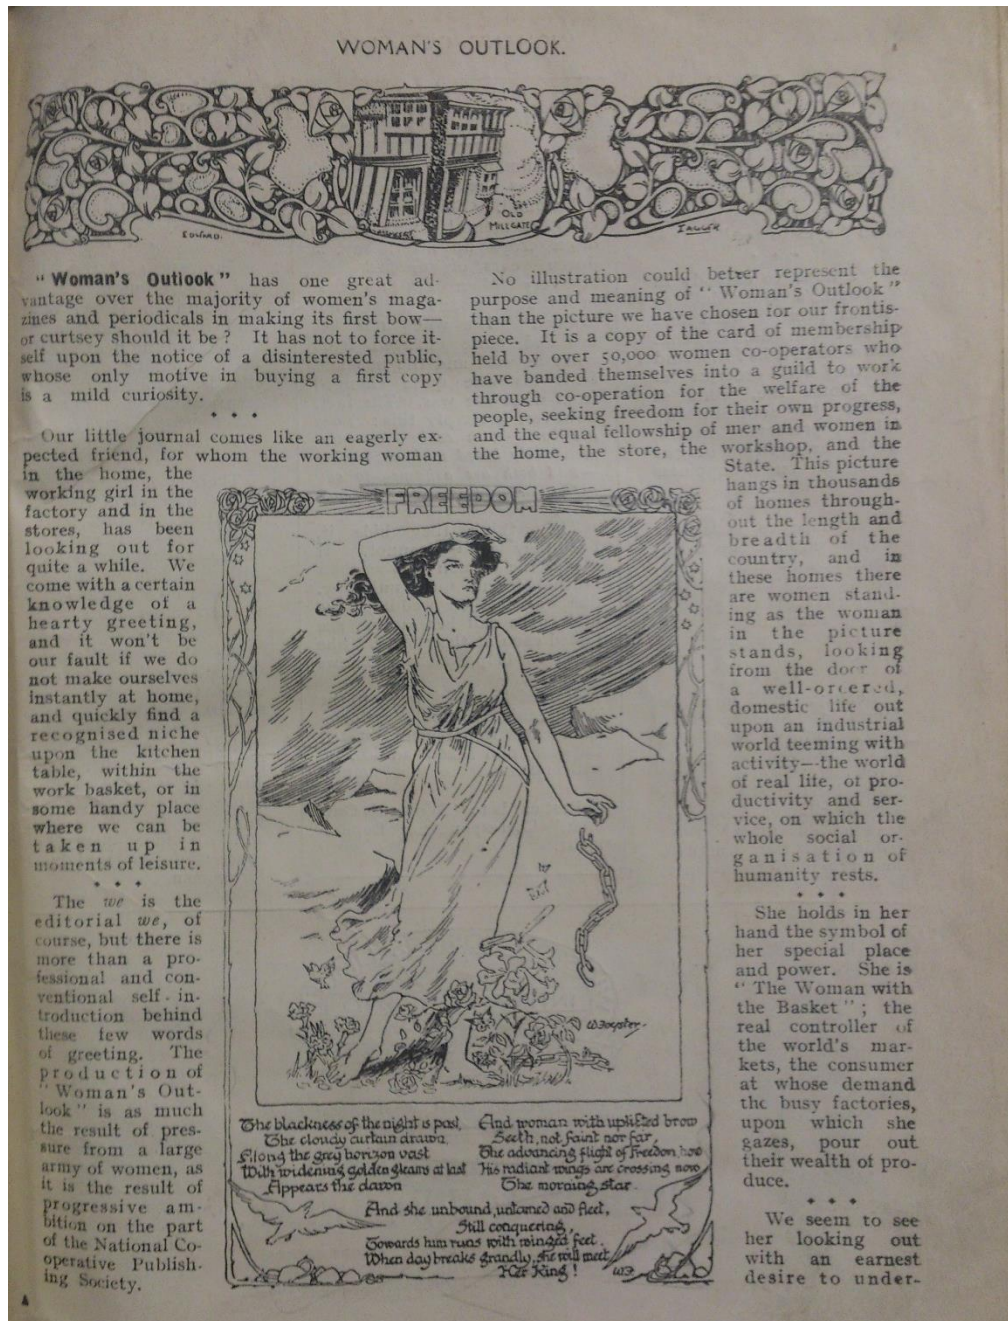 WOMAN'S OUTLOOK.
OLD
MILLGATE
EDWARD.
JAGGER
"Woman's Outlook" has one great ad-
vantage over the majority of women's maga-
zines and periodicals in making its first bow—
or curtsey should it be? It has not to force it-
self upon the notice of a disinterested public,
whose only motive in buying a first copy
is a mild curiosity.
Our little journal comes like an eagerly ex-
pected friend, for whom the working woman
in the home, the
working girl in the
factory and in the
stores, has been
looking out for
quite a while. We
come with a certain
knowledge of a
hearty greeting,
and it won't be
our fault if we do
not make ourselves
instantly at home,
and quickly find a
recognised niche
upon the kitchen
table, within the
work basket, or in
some handy place
where we can be
taken up in
moments of leisure.
The we is the
editorial we, of
course, but there is
more than a pro-
fessional and con-
ventional self-in-
troduction behind
these few words
of greeting. The
production of
"Woman's Out-
look" is as much
the result of pres-
sure from a large
army of women, as
it is the result of
progressive am-
bition on the part
of the National Co-
operative Publish-
ing Society.
A
No illustration could better represent the
purpose and meaning of "Woman's Outlook"
than the picture we have chosen for our frontis-
piece. It is a copy of the card of membership
held by over 50,000 women co-operators who
have banded themselves into a guild to work
through co-operation for the welfare of the
people, seeking freedom for their own progress,
and the equal fellowship of mer and women in
the home, the store, the workshop, and the
State. This picture
hangs in thousands
of homes through-
out the length and
breadth of the
country, and in
these homes there
are women stand-
ing as the woman
in the picture
stands, looking
from the door of
a well-ordered,
domestic life out
upon an industrial
world teeming with
activity—the world
of real life, of pro-
ductivity and ser-
vice, on which the
whole social or-
ganisation of
humanity rests.
She holds in her
hand the symbol of
her special place
and power. She is
"The Woman with
the Basket"; the
real controller of
the world's mar-
kets, the consumer
at whose demand
the busy factories,
upon which she
gazes, pour out
their wealth of pro-
duce.
We seem to see
her looking out
with an earnest
desire to under-
FREEDOM
The blackness of the night is past,
The cloudy curtain drawn,
Along the grey horizon vast
With widening golden gleams at last
Appears the dawn
And woman with uplifted brow
Seeth, not faint nor far,
The advancing flight of Freedom, how
His radiant wings are crossing now
The morning star.
And she unbound, untamed and fleet,
Still conquering,
Towards him runs with winged feet.
When day breaks grandly, she will meet
Her King!